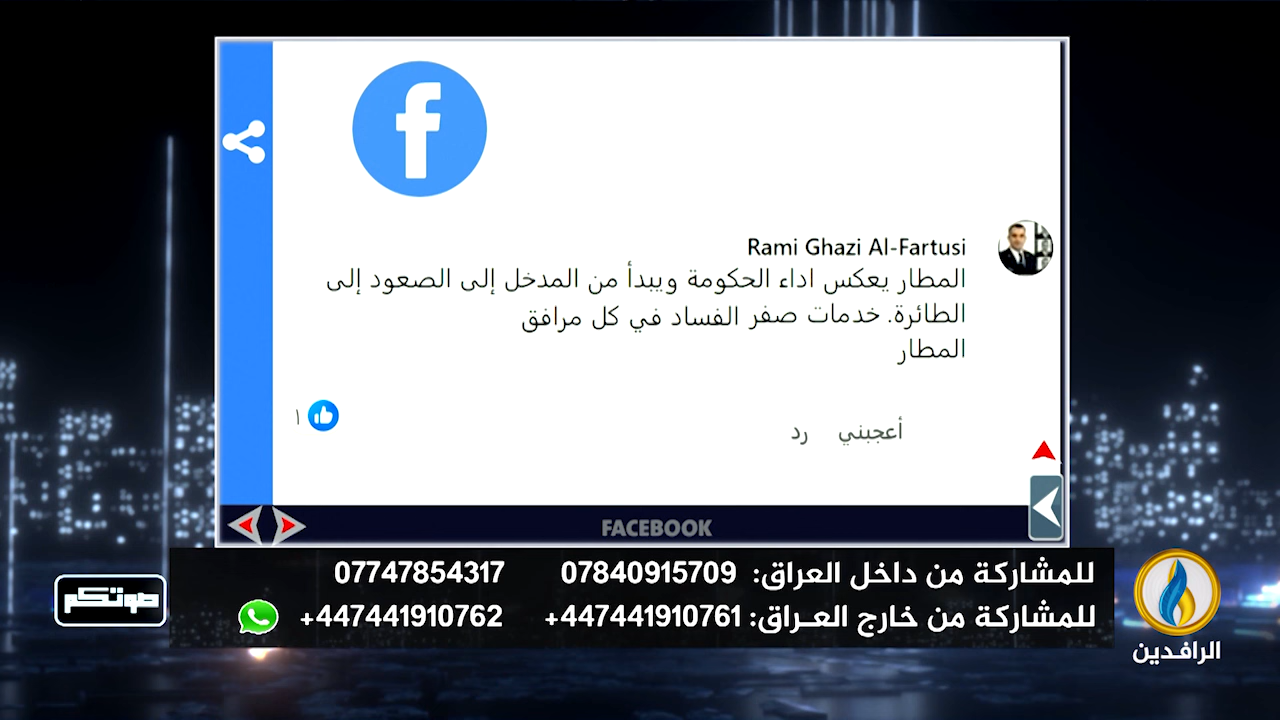 Rami Ghazi Al-Fartusi
المطار يعكس اداء الحكومة ويبدأ من المدخل إلى الصعود إلى
الطائرة. خدمات صفر الفساد في كل مرافق
المطار
أعجبني رد
١
FACEBOOK
للمشاركة من داخل العراق: 07840915709 07747854317
للمشاركة من خارج العـراق: 447441910761+ 447441910762+
صوتكم
الرافـدين